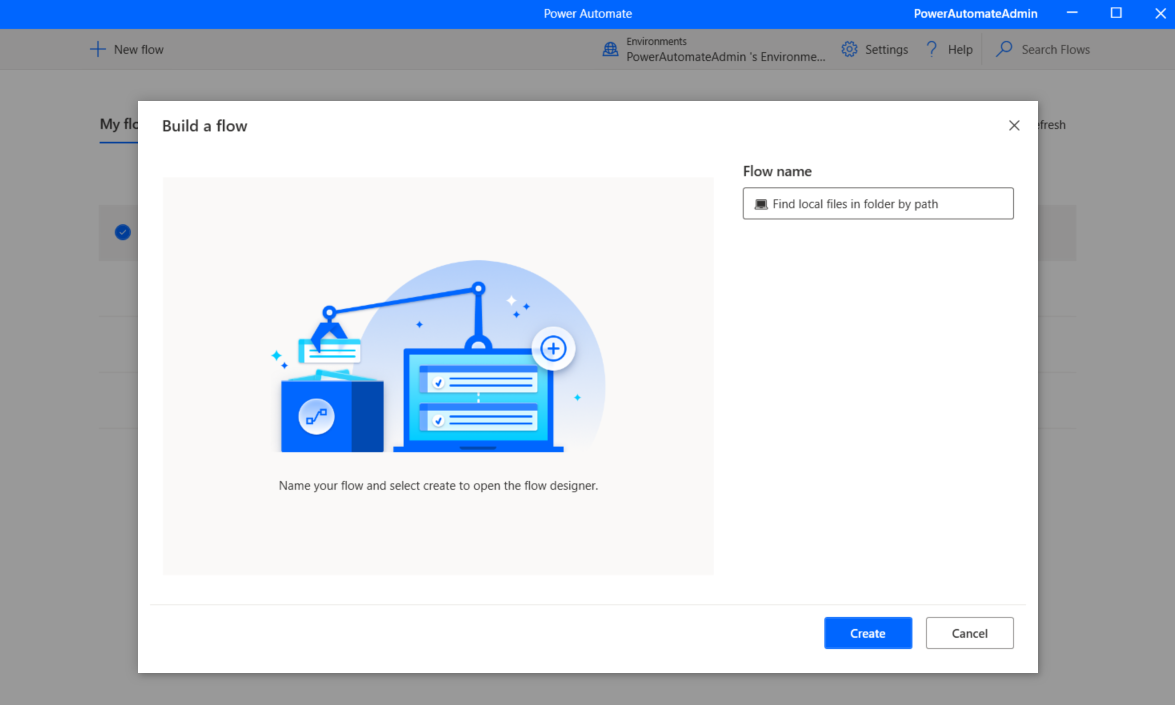 Power Automate
PowerAutomateAdmin
New flow
Environments
PowerAutomateAdmin 's Environme...
Settings
? Help
Search Flows
My flo
efresh
Build a flow
Flow name
Find local files in folder by path
Name your flow and select create to open the flow designer.
Create
Cancel